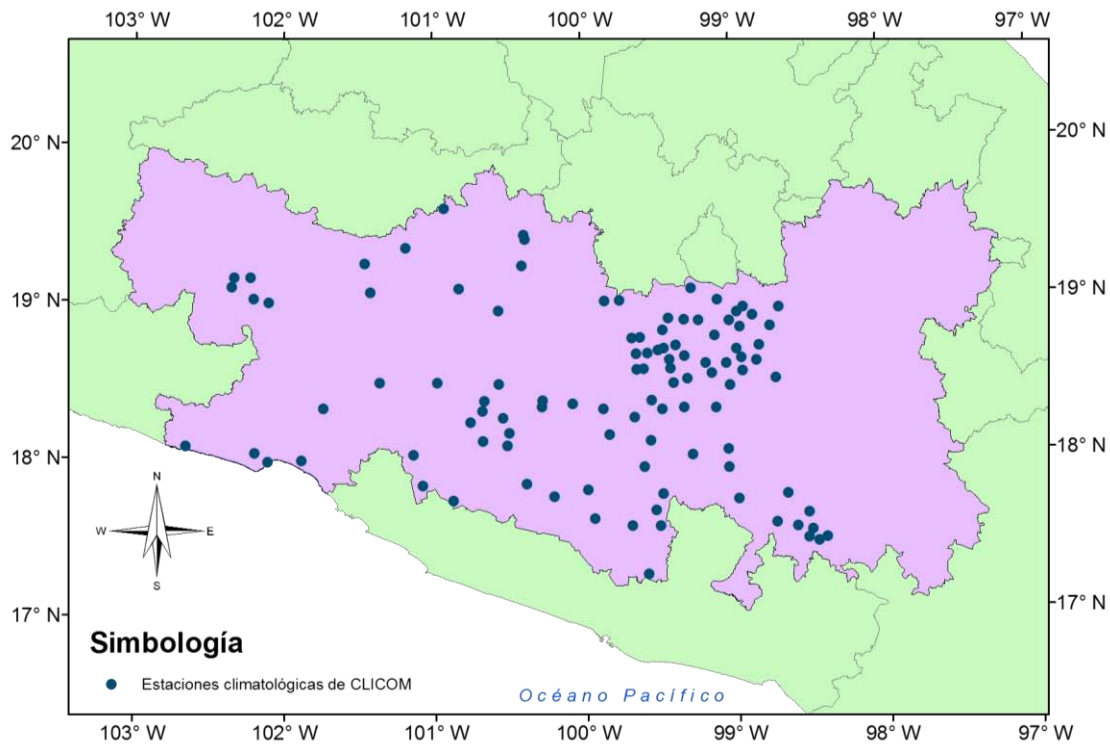 103° W 102° W 101° W 100° W 99° W 98° W 97° W
20° N 20° N
19° N 19° N
18° N 18° N
N
W E
S
17° N 17° N
Simbología
Estaciones climatológicas de CLICOM
Océano Pacífico
103° W 102° W 101° W 100° W 99° W 98° W 97° W